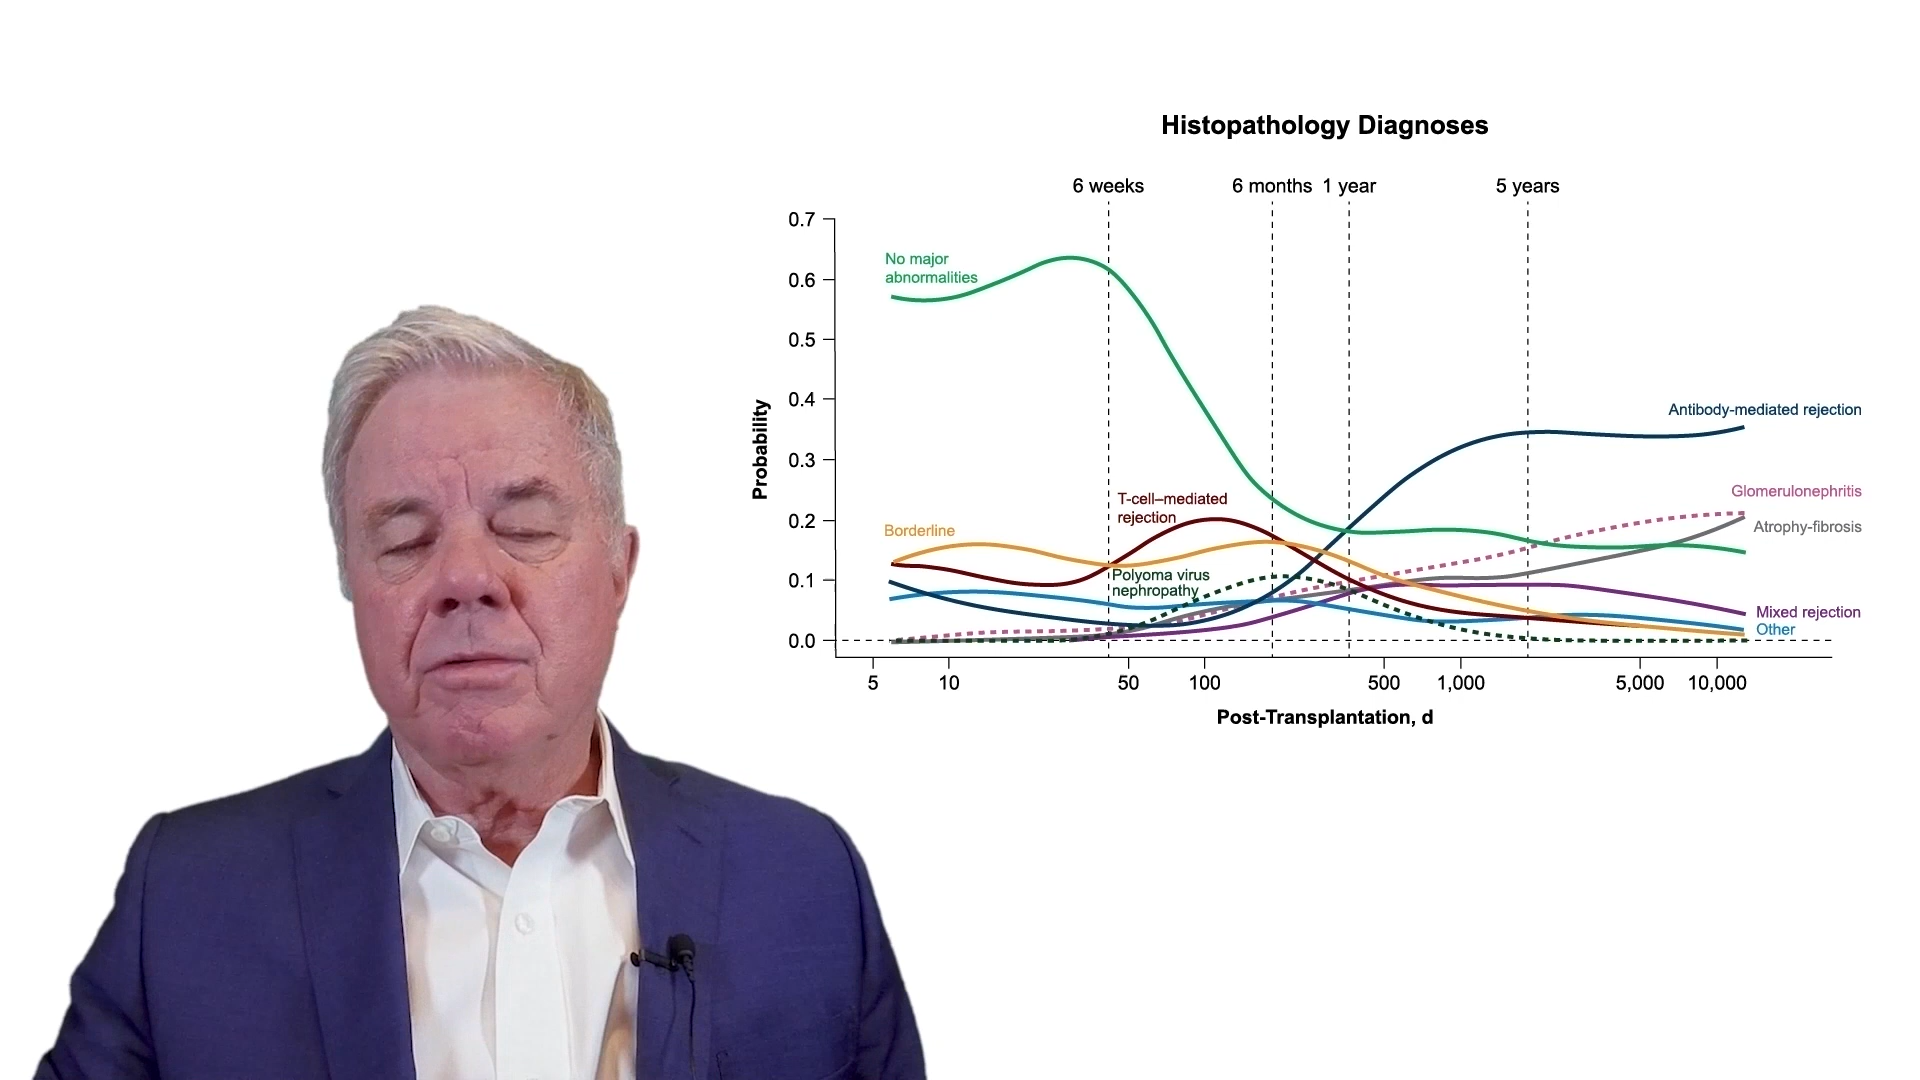 Histopathology Diagnoses
6 weeks
6 months
1 year
5 years
0.7
0.6
0.5
0.4
0.3
0.2
0.1
0.0
Probability
No major
abnormalities
Borderline
T-cell–mediated
rejection
Polyoma virus
nephropathy
Antibody-mediated rejection
Glomerulonephritis
Atrophy-fibrosis
Mixed rejection
Other
5
10
50
100
500
1,000
5,000
10,000
Post-Transplantation, d